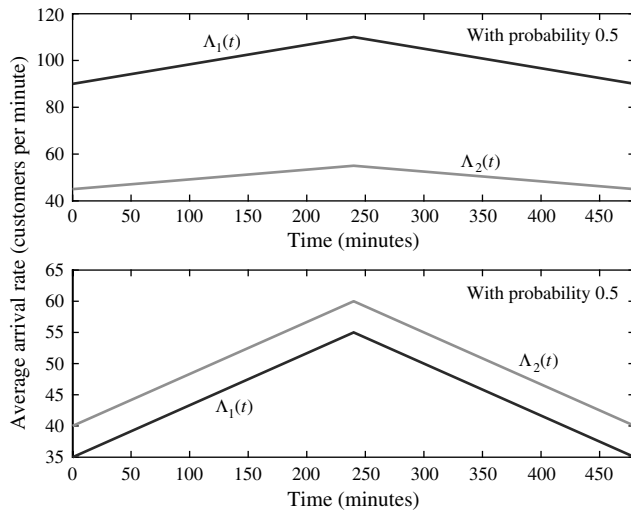 Average arrival rate (customers per minute)
120
100
80
60
40
Λ₁(t)
With probability 0.5
Λ₂(t)
0 50 100 150 200 250 300 350 400 450
Time (minutes)
65
60
55
50
45
40
35
With probability 0.5
Λ₂(t)
Λ₁(t)
0 50 100 150 200 250 300 350 400 450
Time (minutes)